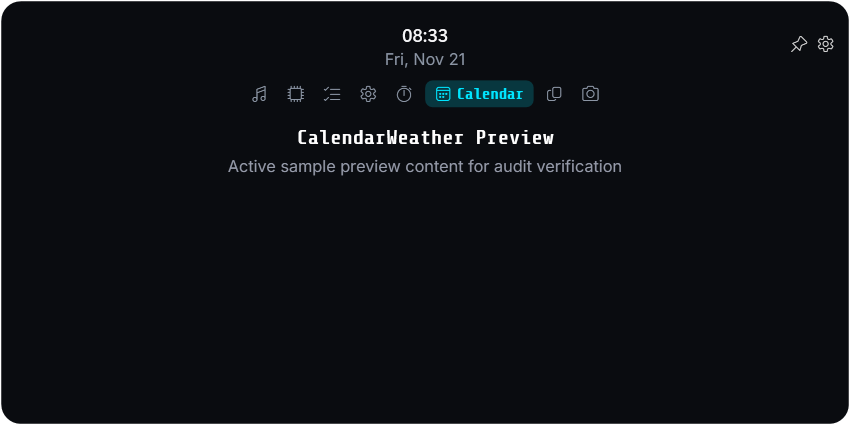 08:33
Fri, Nov 21
Calendar
CalendarWeather Preview
Active sample preview content for audit verification